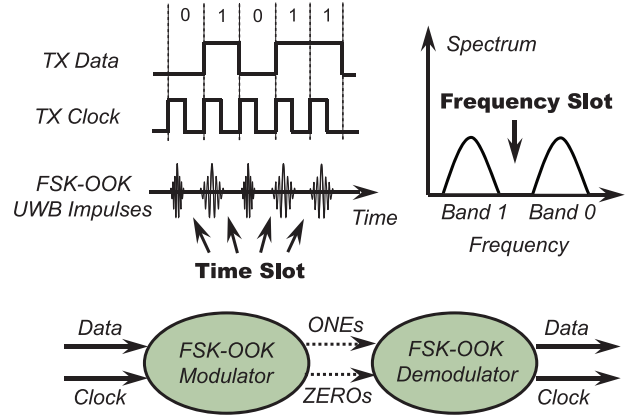 0 1 0 1 1
TX Data
TX Clock
FSK-OOK
UWB Impulses
Time
Time Slot
Spectrum
Frequency Slot
Band 1 Band 0
Frequency
Data
Clock
FSK-OOK
Modulator
ONEs
ZEROs
FSK-OOK
Demodulator
Data
Clock